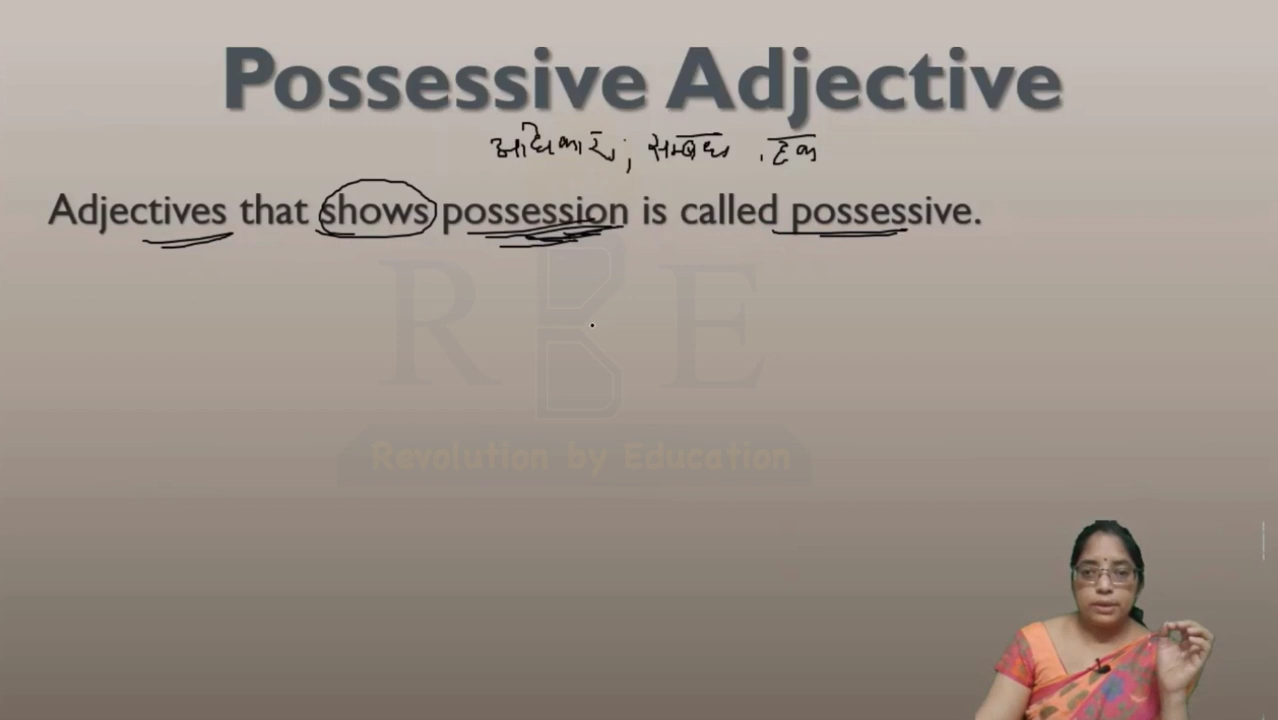 Possessive Adjective
अधिकार, सम्बन्ध, हक
Adjectives that shows possession is called possessive.
RBE
Revolution by Education